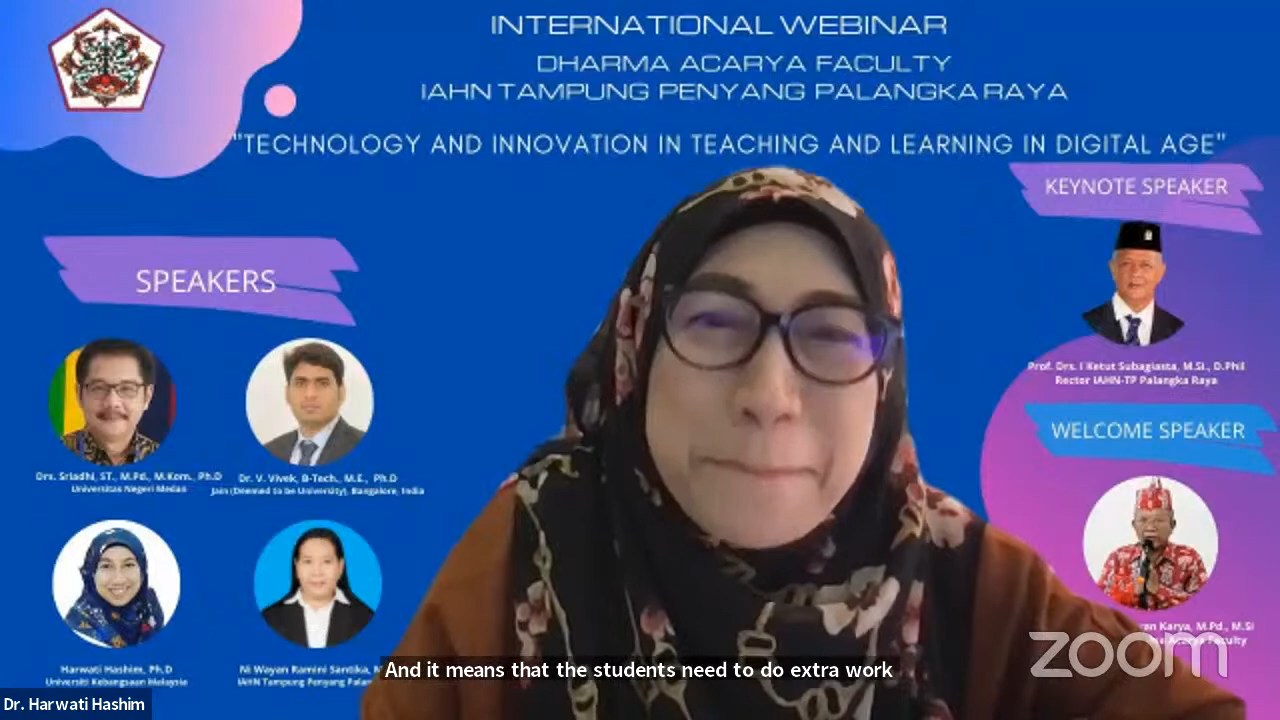 INTERNATIONAL WEBINAR
DHARMA ACARYA FACULTY
IAHN TAMPUNG PENYANG PALANGKA RAYA
"TECHNOLOGY AND INNOVATION IN TEACHING AND LEARNING IN DIGITAL AGE"
KEYNOTE SPEAKER
Prof. Drs. I Ketut Subagiasta, M.Si., D.Phil
Rector IAHN-TP Palangka Raya
WELCOME SPEAKER
Karya, M.Pd., M.Si
Acarya Faculty
SPEAKERS
Drs. Sriadhi, ST., M.Pd., M.Kom., Ph.D
Universitas Negeri Medan
Dr. V. Vivek, B-Tech., M.E., Ph.D
Jain (Deemed to be University), Bangalore, India
Harwati Hashim, Ph.D
Universiti Kebangsaan Malaysia
Ni Wayan Ramini Santika,
IAHN Tampung Penyang
And it means that the students need to do extra work
zoom
Dr. Harwati Hashim